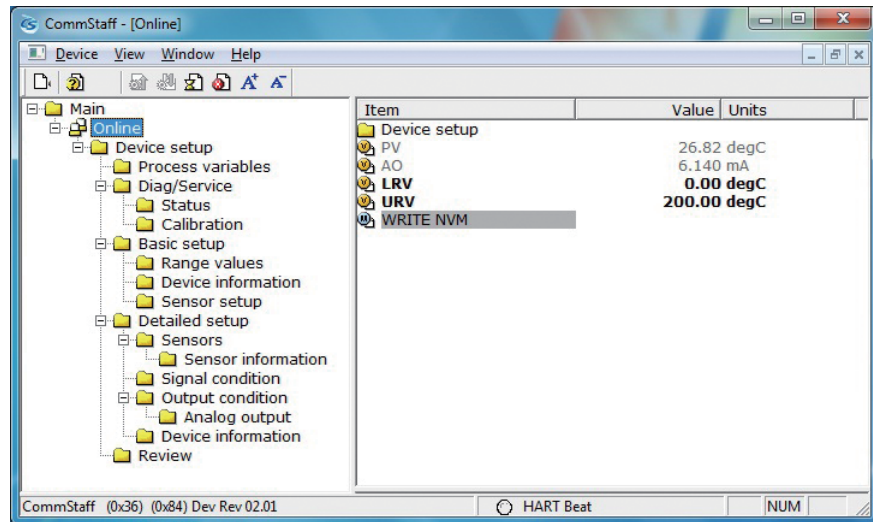 CommStaff - [Online]
Device View Window Help
Main
Online
Device setup
Process variables
Diag/Service
Status
Calibration
Basic setup
Range values
Device information
Sensor setup
Detailed setup
Sensors
Sensor information
Signal condition
Output condition
Analog output
Device information
Review
Item Value Units
Device setup
PV 26.82 degC
AO 6.140 mA
LRV 0.00 degC
URV 200.00 degC
WRITE NVM
CommStaff (0x36) (0x84) Dev Rev 02.01 HART Beat NUM